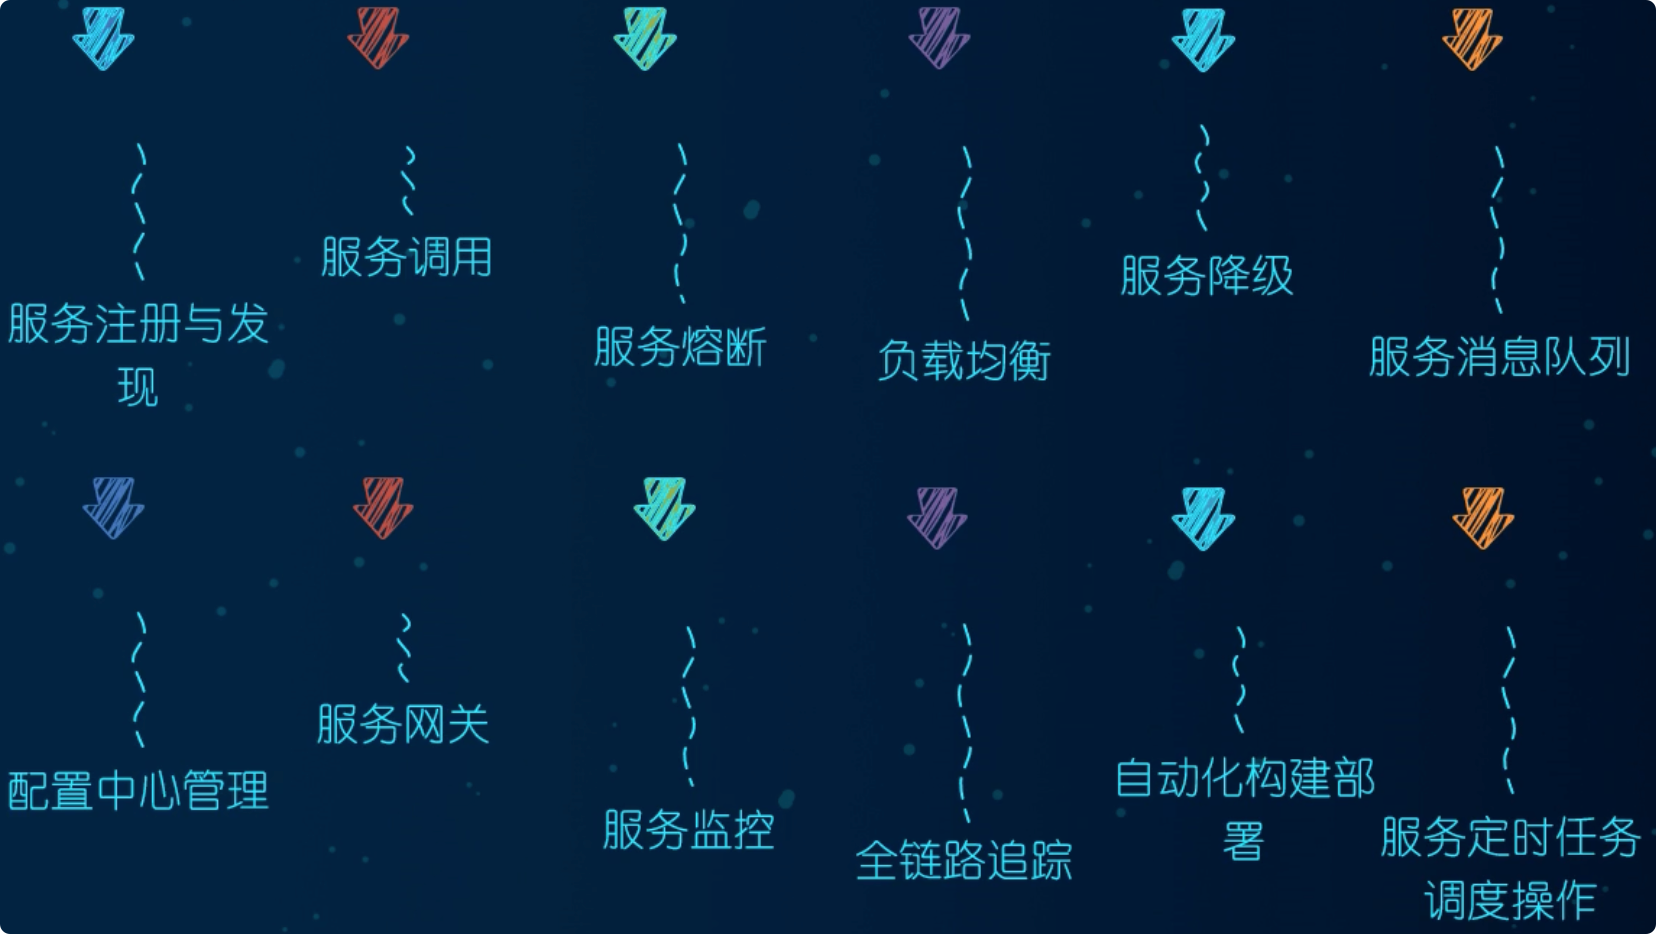 服务注册与发
现
服务调用
服务熔断
负载均衡
服务降级
服务消息队列
配置中心管理
服务网关
服务监控
全链路追踪
自动化构建部
署
服务定时任务
调度操作